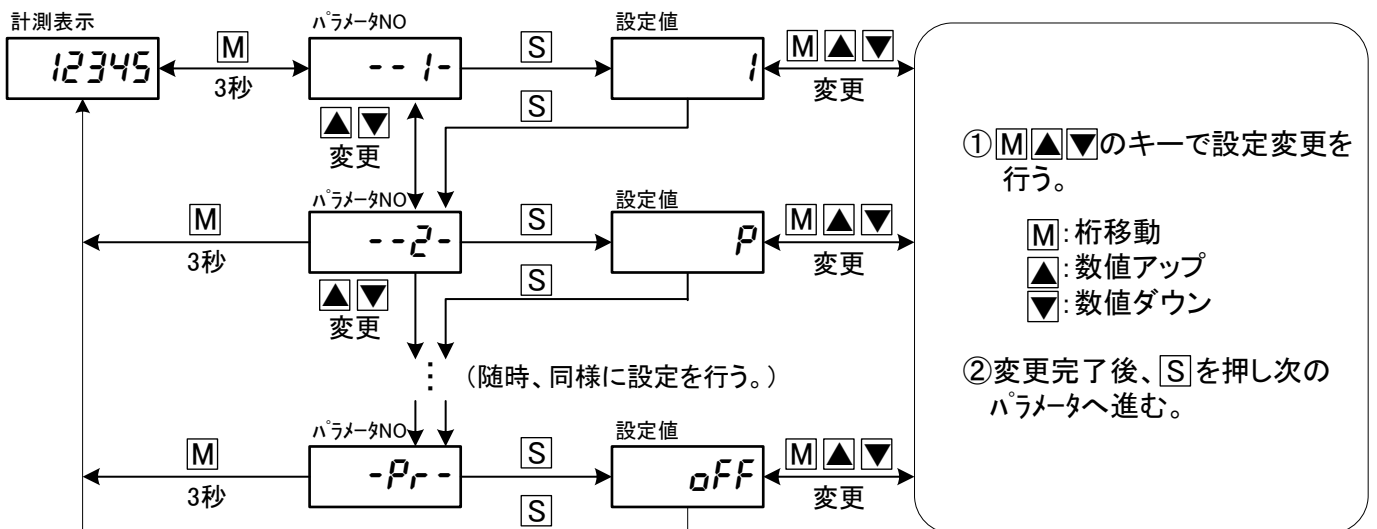 計測表示
12345
M
3秒
パラメータNO
--1-
S
設定値
1
M▲▼
変更
▲▼
変更
S
パラメータNO
--2-
M
3秒
S
設定値
P
M▲▼
変更
▲▼
変更
S
⋮
(随時、同様に設定を行う。)
パラメータNO
-Pr-
M
3秒
S
設定値
oFF
M▲▼
変更
S
①M▲▼のキーで設定変更を
行う。
M:桁移動
▲:数値アップ
▼:数値ダウン
②変更完了後、Sを押し次の
パラメータへ進む。